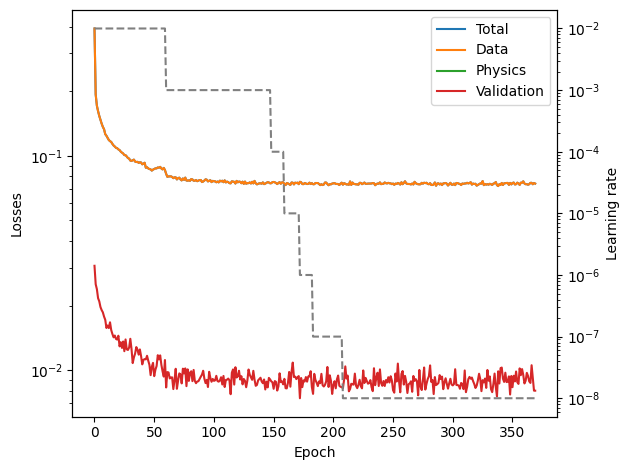 Total
Data
Physics
Validation
Losses
10⁻¹
10⁻²
10⁻²
10⁻³
10⁻⁴
10⁻⁵
10⁻⁶
10⁻⁷
10⁻⁸
Learning rate
0 50 100 150 200 250 300 350
Epoch